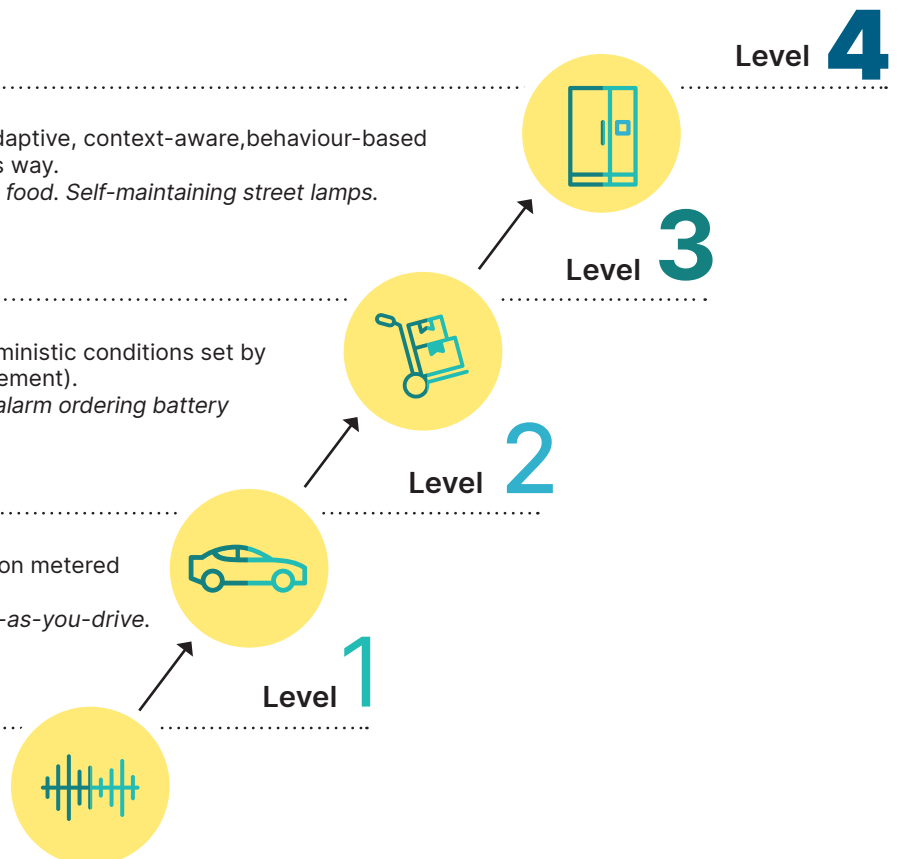 Level 4
daptive, context-aware,behaviour-based
s way.
food. Self-maintaining street lamps.
Level 3
ministic conditions set by
ement).
alarm ordering battery
Level 2
on metered
-as-you-drive.
Level 1